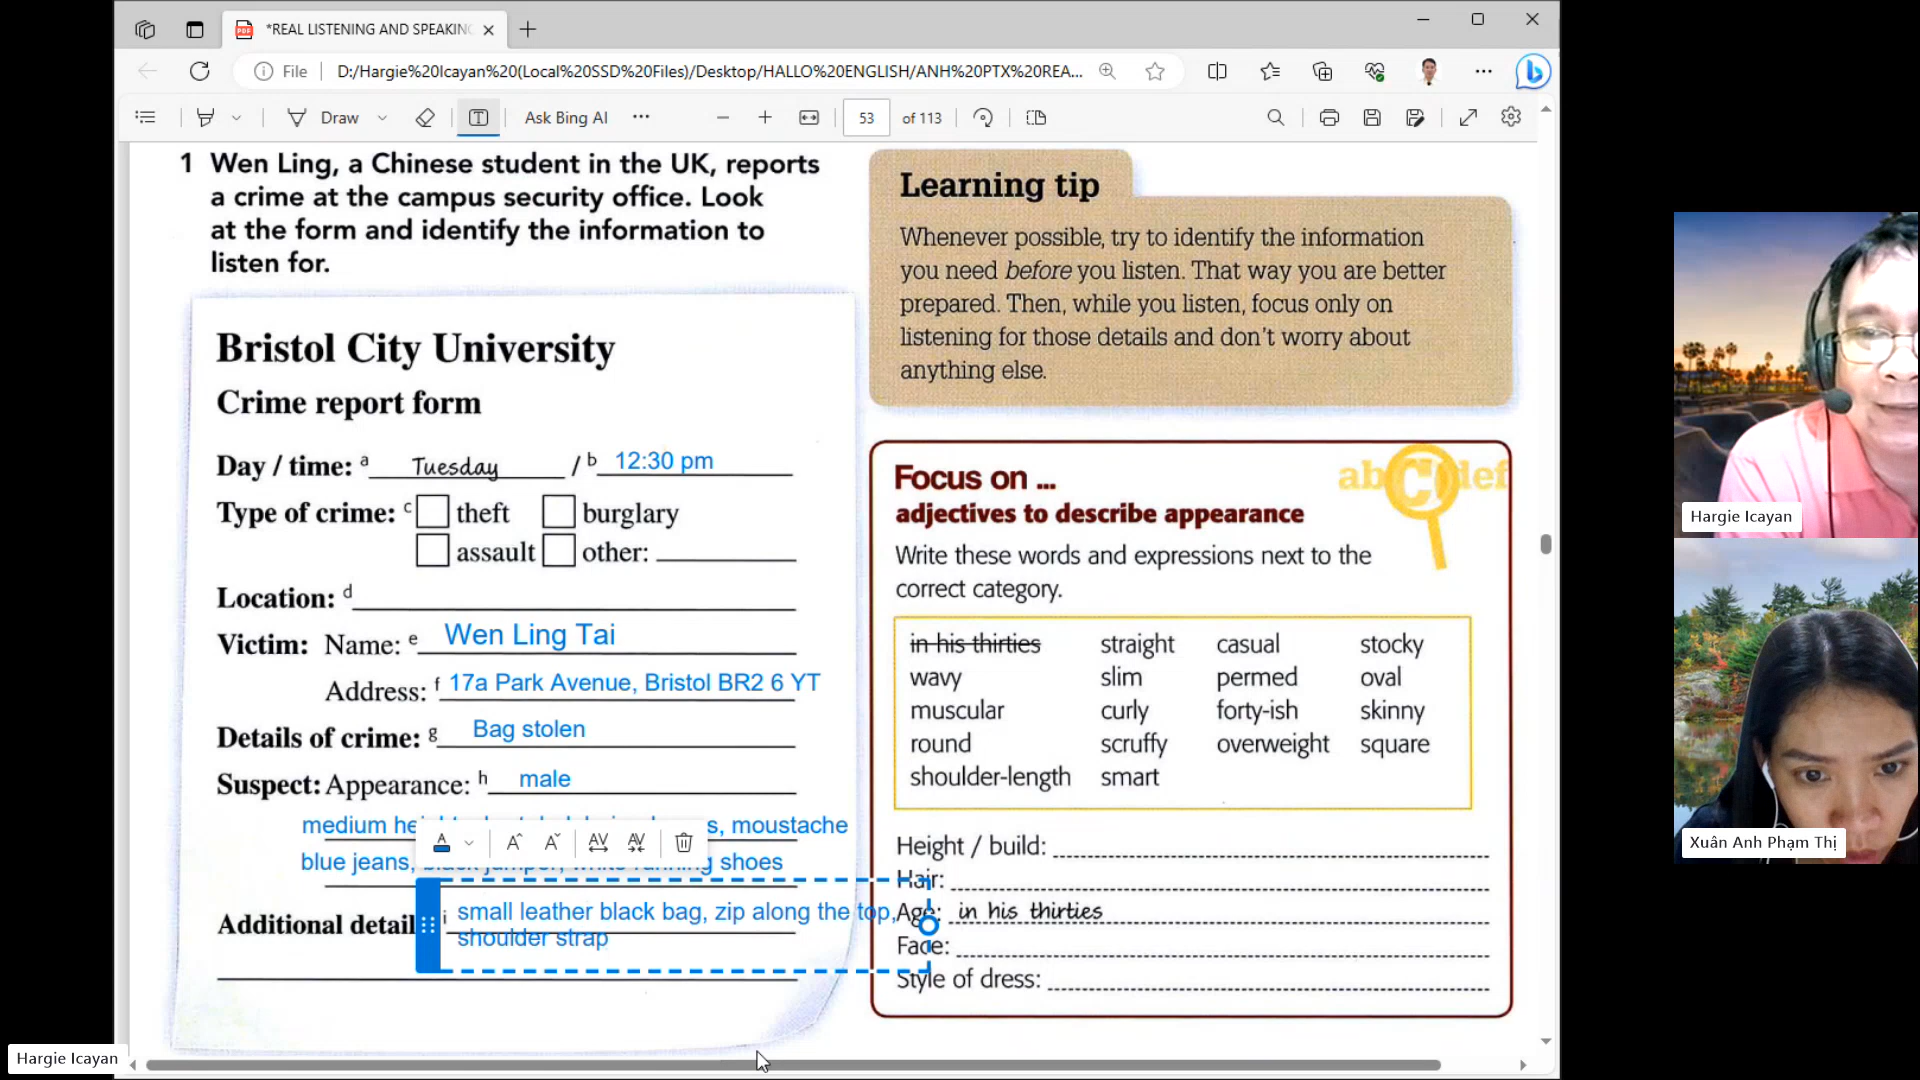 *REAL LISTENING AND SPEAKING
File
D:/Hargie%20Icayan%20(Local%20SSD%20Files)/Desktop/HALLO%20ENGLISH/ANH%20PTX%20REA...
Draw
Ask Bing AI
53 of 113
1 Wen Ling, a Chinese student in the UK, reports
a crime at the campus security office. Look
at the form and identify the information to
listen for.
Bristol City University
Crime report form
Day / time: a Tuesday / b 12:30 pm
Type of crime: c theft burglary
assault other:
Location: d
Victim: Name: e Wen Ling Tai
Address: f 17a Park Avenue, Bristol BR2 6 YT
Details of crime: g Bag stolen
Suspect: Appearance: h male
medium moustache
blue jeans, black jumper, white running shoes
Additional detail i small leather black bag, zip along the top,
shoulder strap
Learning tip
Whenever possible, try to identify the information
you need before you listen. That way you are better
prepared. Then, while you listen, focus only on
listening for those details and don't worry about
anything else.
abCdef
Focus on ...
adjectives to describe appearance
Write these words and expressions next to the
correct category.
in his thirties straight casual stocky
wavy slim permed oval
muscular curly forty-ish skinny
round scruffy overweight square
shoulder-length smart
Height / build:
Hair:
Age: in his thirties
Face:
Style of dress:
Hargie Icayan
Xuân Anh Phạm Thị
Hargie Icayan